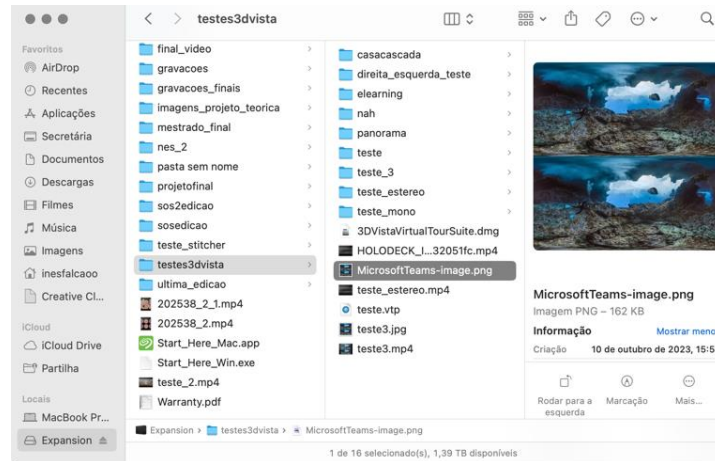 testes3dvista
Favoritos
AirDrop
Recentes
Aplicações
Secretária
Documentos
Descargas
Filmes
Música
Imagens
inesfalcaoo
Creative Cl...
iCloud
iCloud Drive
Partilha
Locais
MacBook Pr...
Expansion
final_video
gravacoes
gravacoes_finais
imagens_projeto_teorica
mestrado_final
nes_2
pasta sem nome
projetofinal
sos2edicao
sosedicao
teste_stitcher
testes3dvista
ultima_edicao
202538_2_1.mp4
202538_2.mp4
Start_Here_Mac.app
Start_Here_Win.exe
teste_2.mp4
Warranty.pdf
casacascada
direita_esquerda_teste
elearning
nah
panorama
teste
teste_3
teste_estereo
teste_mono
3DVistaVirtualTourSuite.dmg
HOLODECK_I...32051fc.mp4
MicrosoftTeams-image.png
teste_estereo.mp4
teste.vtp
teste3.jpg
teste3.mp4
MicrosoftTeams-image.png
Imagem PNG – 162 KB
Informação Mostrar meno
Criação 10 de outubro de 2023, 15:5
Rodar para a
esquerda
Marcação
Mais...
Expansion › testes3dvista › MicrosoftTeams-image.png
1 de 16 selecionado(s), 1,39 TB disponíveis